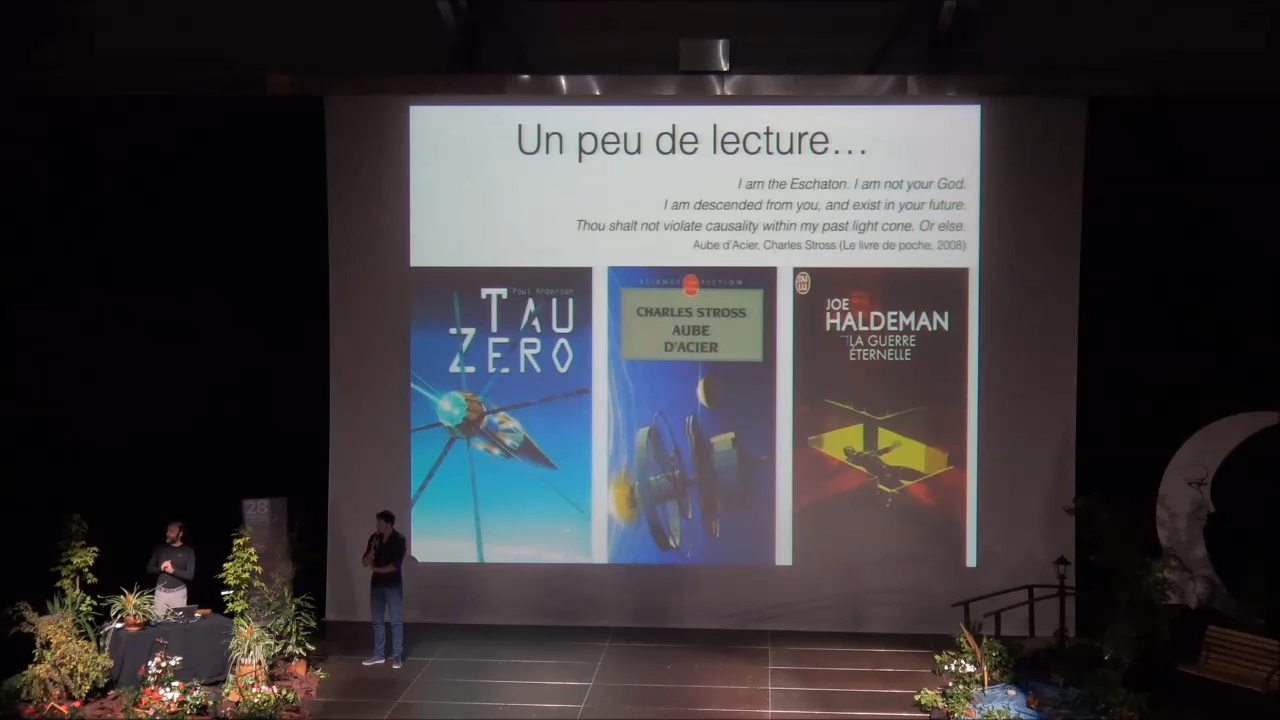 Un peu de lecture…
I am the Eschaton. I am not your God.
I am descended from you, and exist in your future.
Thou shalt not violate causality within my past light cone. Or else.
Aube d'Acier, Charles Stross (Le livre de poche, 2008)
Poul Anderson
TAU
ZERO
SCIENCE FICTION
CHARLES STROSS
AUBE
D'ACIER
J'AI LU
JOE
HALDEMAN
LA GUERRE
ÉTERNELLE
28